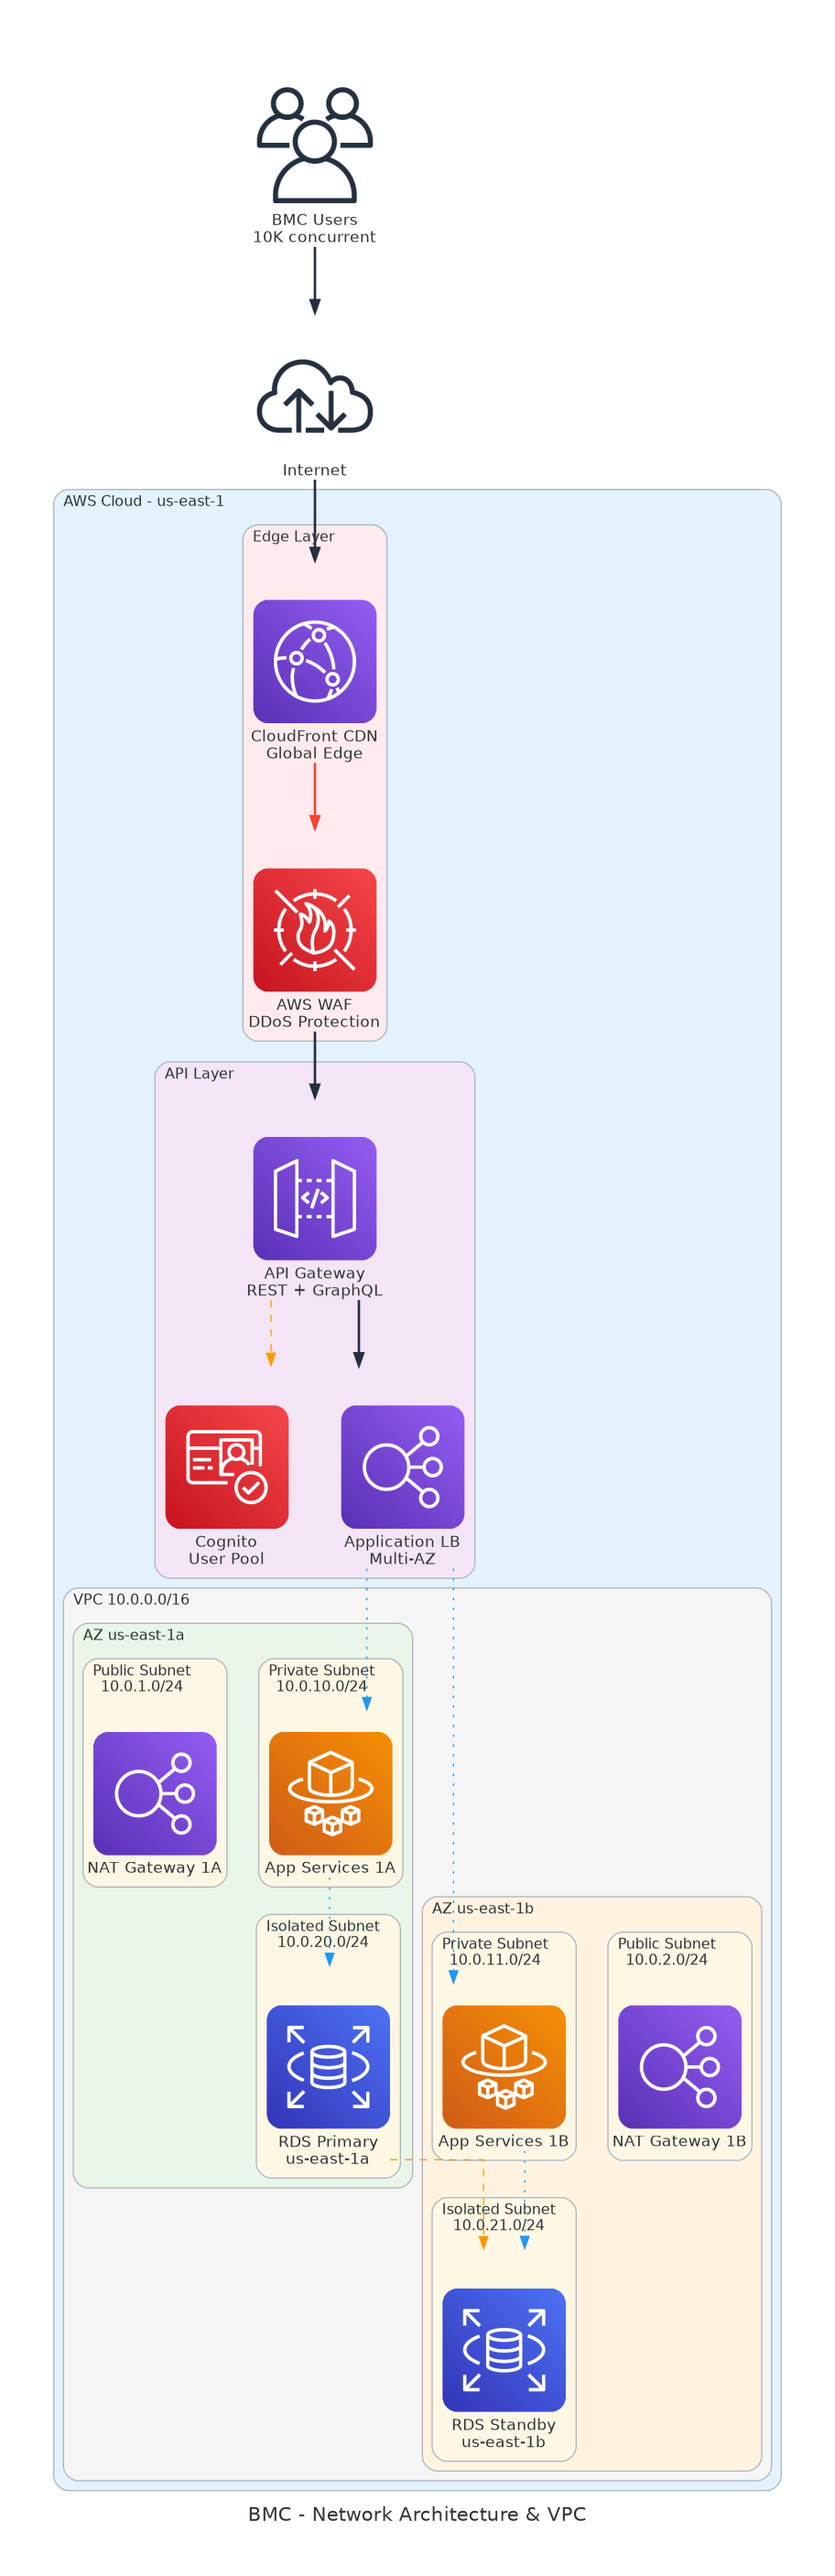 BMC Users
10K concurrent
Internet
AWS Cloud - us-east-1
Edge Layer
CloudFront CDN
Global Edge
AWS WAF
DDoS Protection
API Layer
API Gateway
REST + GraphQL
Cognito
User Pool
Application LB
Multi-AZ
VPC 10.0.0.0/16
AZ us-east-1a
Public Subnet
10.0.1.0/24
NAT Gateway 1A
Private Subnet
10.0.10.0/24
App Services 1A
Isolated Subnet
10.0.20.0/24
RDS Primary
us-east-1a
AZ us-east-1b
Private Subnet
10.0.11.0/24
App Services 1B
Public Subnet
10.0.2.0/24
NAT Gateway 1B
Isolated Subnet
10.0.21.0/24
RDS Standby
us-east-1b
BMC - Network Architecture & VPC